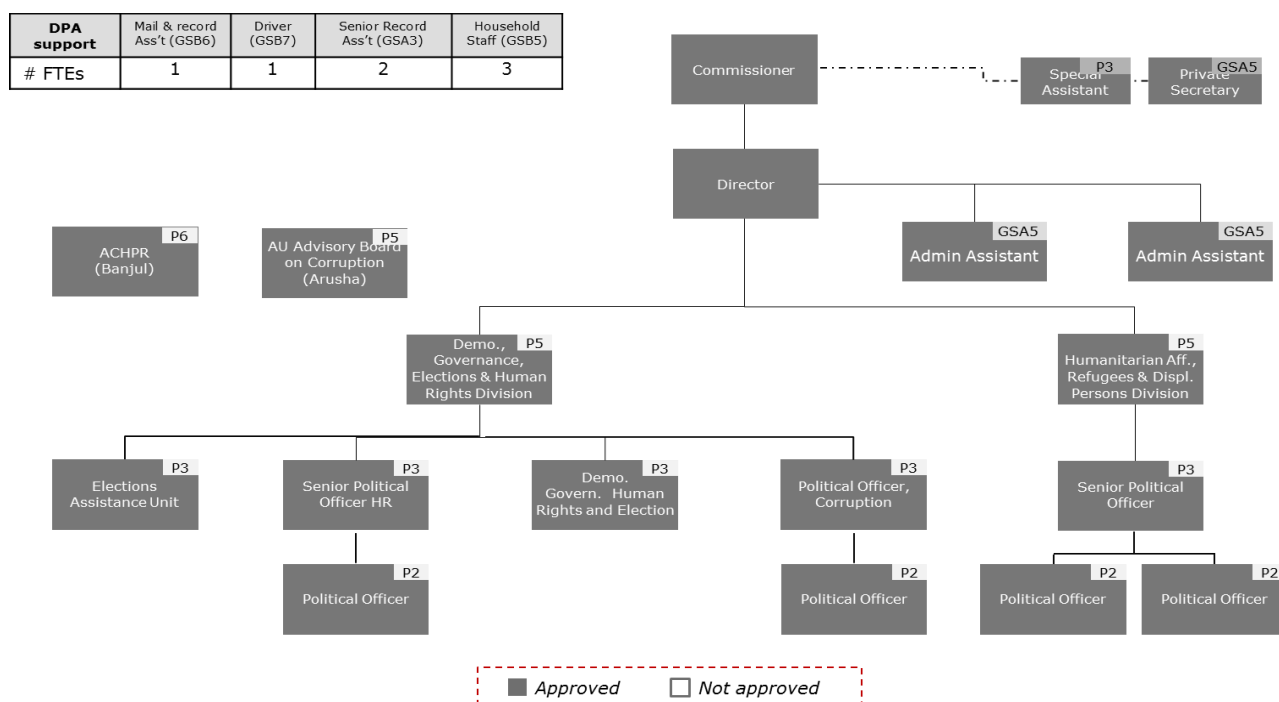 DPA support
Mail & record Ass't (GSB6)
Driver (GSB7)
Senior Record Ass't (GSA3)
Household Staff (GSB5)
# FTEs
1
1
2
3
Commissioner
P3
Special
Assistant
GSA5
Private
Secretary
Director
GSA5
Admin Assistant
GSA5
Admin Assistant
P6
ACHPR
(Banjul)
P5
AU Advisory Board
on Corruption
(Arusha)
P5
Demo.,
Governance,
Elections & Human
Rights Division
P5
Humanitarian Aff.,
Refugees & Displ.
Persons Division
P3
Elections
Assistance Unit
P3
Senior Political
Officer HR
P3
Demo.
Govern. Human
Rights and Election
P3
Political Officer,
Corruption
P3
Senior Political
Officer
P2
Political Officer
P2
Political Officer
P2
Political Officer
P2
Political Officer
Approved
Not approved